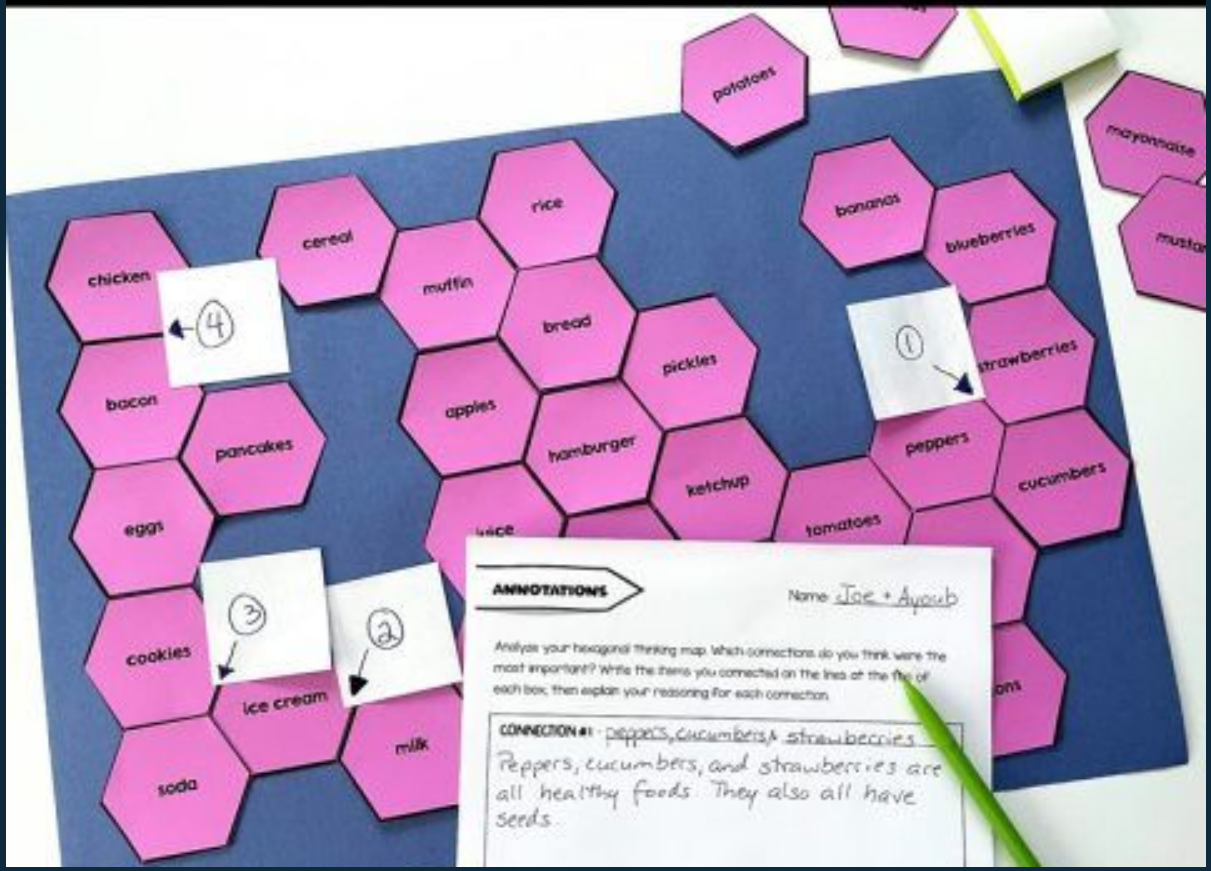 potatoes
mayonnaise
rice
bananas
cereal
blueberries
chicken
muffin
bread
4
1
pickles
strawberries
bacon
apples
pancakes
hamburger
peppers
ketchup
cucumbers
eggs
tomatoes
juice
ANNOTATIONS
Name: Joe + Ayoub
3
2
cookies
Analyze your hexagonal thinking map. Which connections do you think were the
most important? Write the items you connected on the lines at the of
each box, then explain your reasoning for each connection.
ice cream
milk
soda
CONNECTION #1 - peppers, cucumbers, & strawberries
Peppers, cucumbers, and strawberries are
all healthy foods. They also all have
seeds.